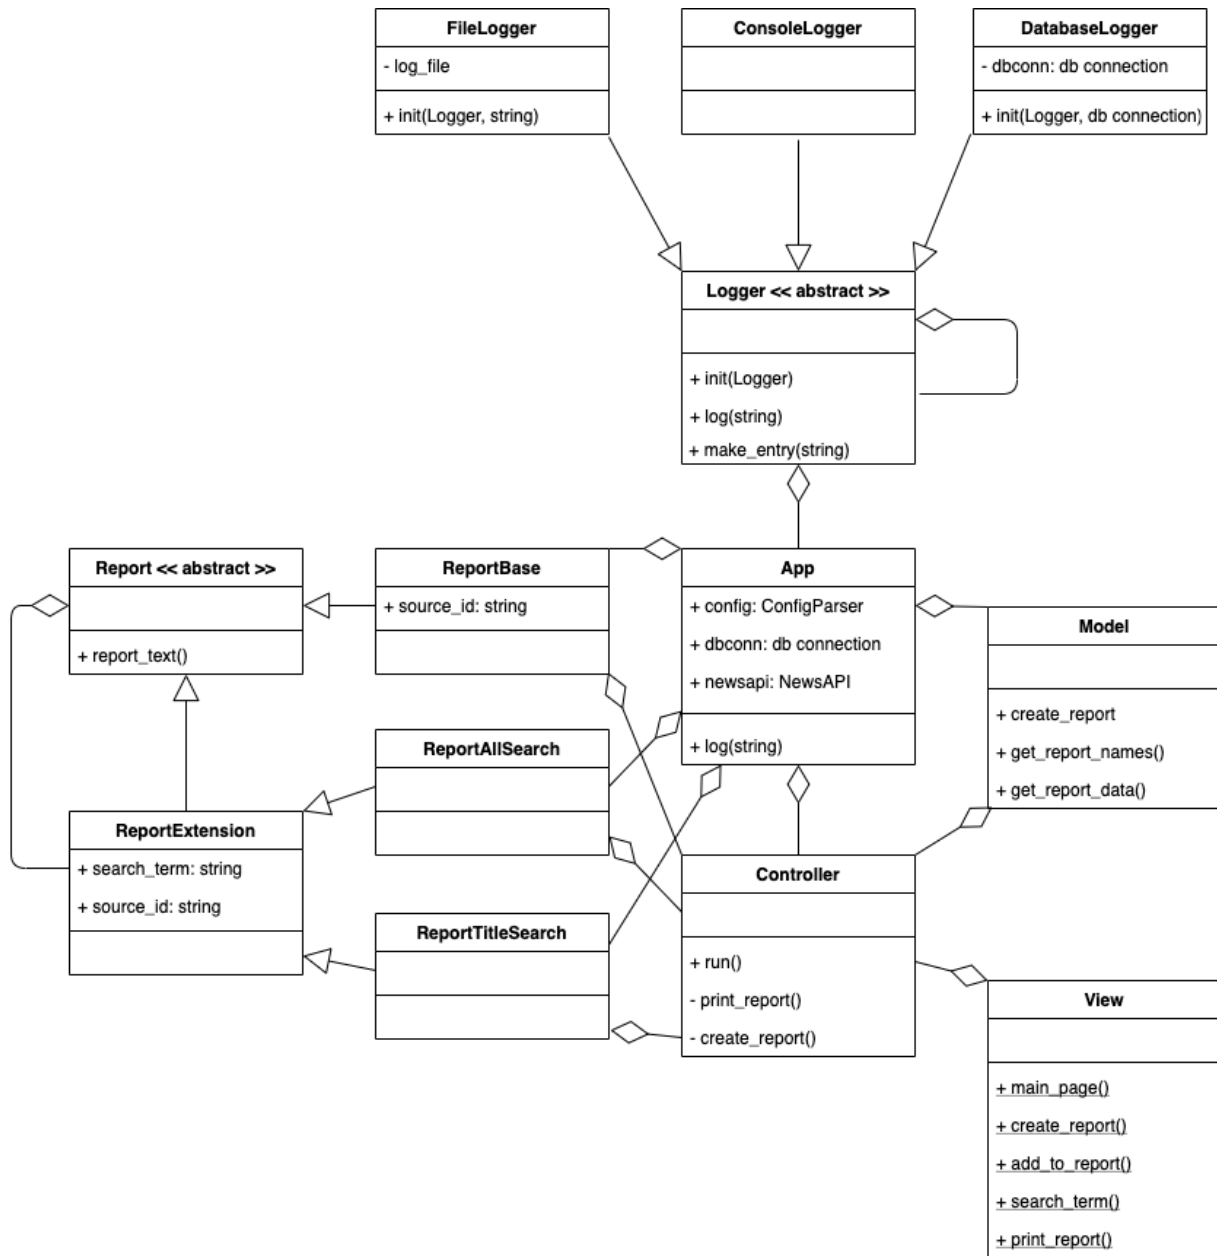 FileLogger
- log_file
+ init(Logger, string)
ConsoleLogger
DatabaseLogger
- dbconn: db connection
+ init(Logger, db connection)
Logger << abstract >>
+ init(Logger)
+ log(string)
+ make_entry(string)
Report << abstract >>
+ report_text()
ReportBase
+ source_id: string
App
+ config: ConfigParser
+ dbconn: db connection
+ newsapi: NewsAPI
+ log(string)
Model
+ create_report
+ get_report_names()
+ get_report_data()
ReportAllSearch
ReportExtension
+ search_term: string
+ source_id: string
ReportTitleSearch
Controller
+ run()
- print_report()
- create_report()
View
+ main_page()
+ create_report()
+ add_to_report()
+ search_term()
+ print_report()